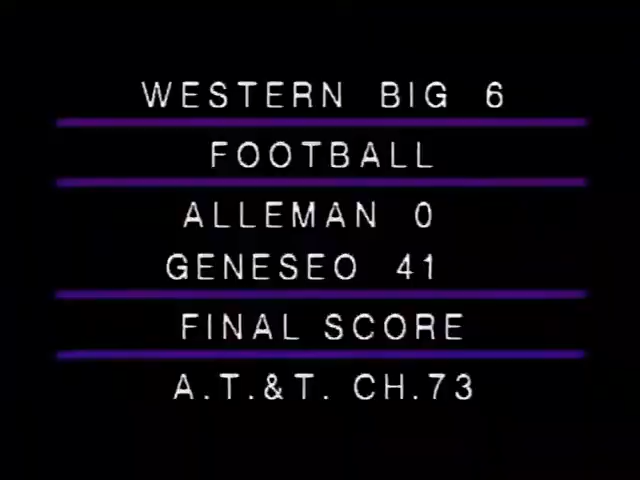 WESTERN BIG 6
FOOTBALL
ALLEMAN 0
GENESEO 41
FINAL SCORE
A.T.&T. CH.73